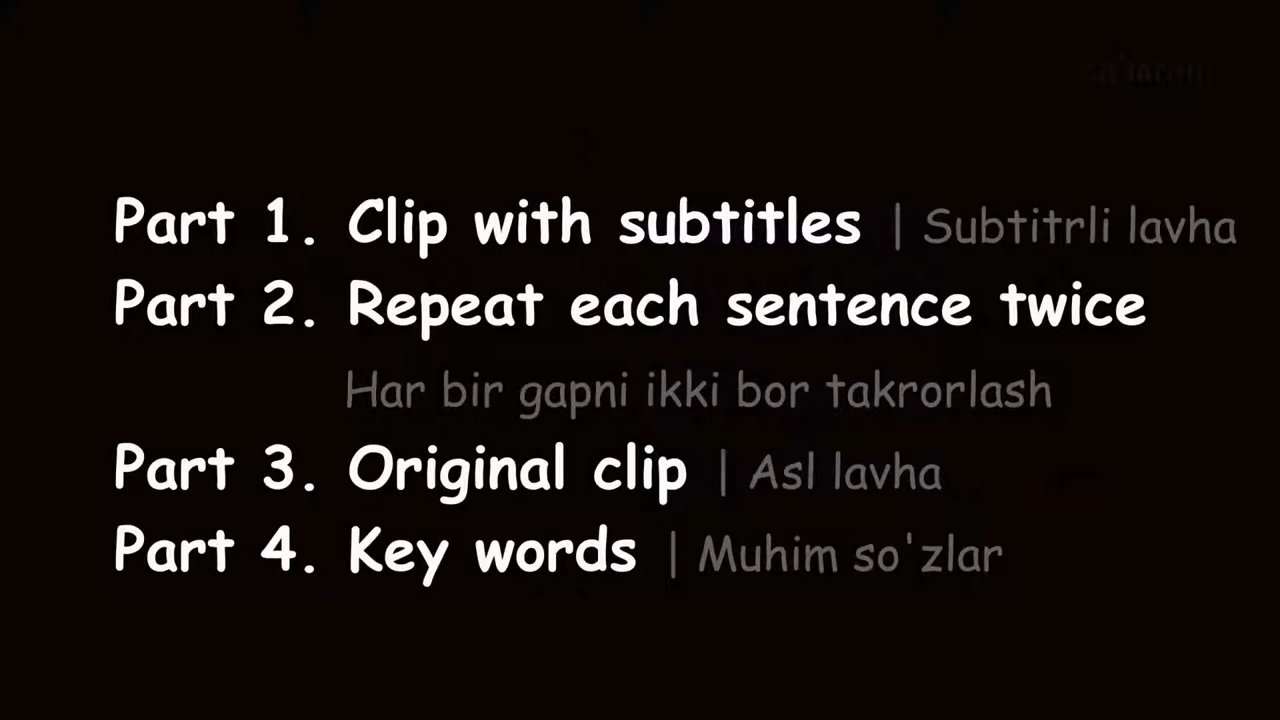 Part 1. Clip with subtitles | Subtitrli lavha
Part 2. Repeat each sentence twice
Har bir gapni ikki bor takrorlash
Part 3. Original clip | Asl lavha
Part 4. Key words | Muhim so'zlar